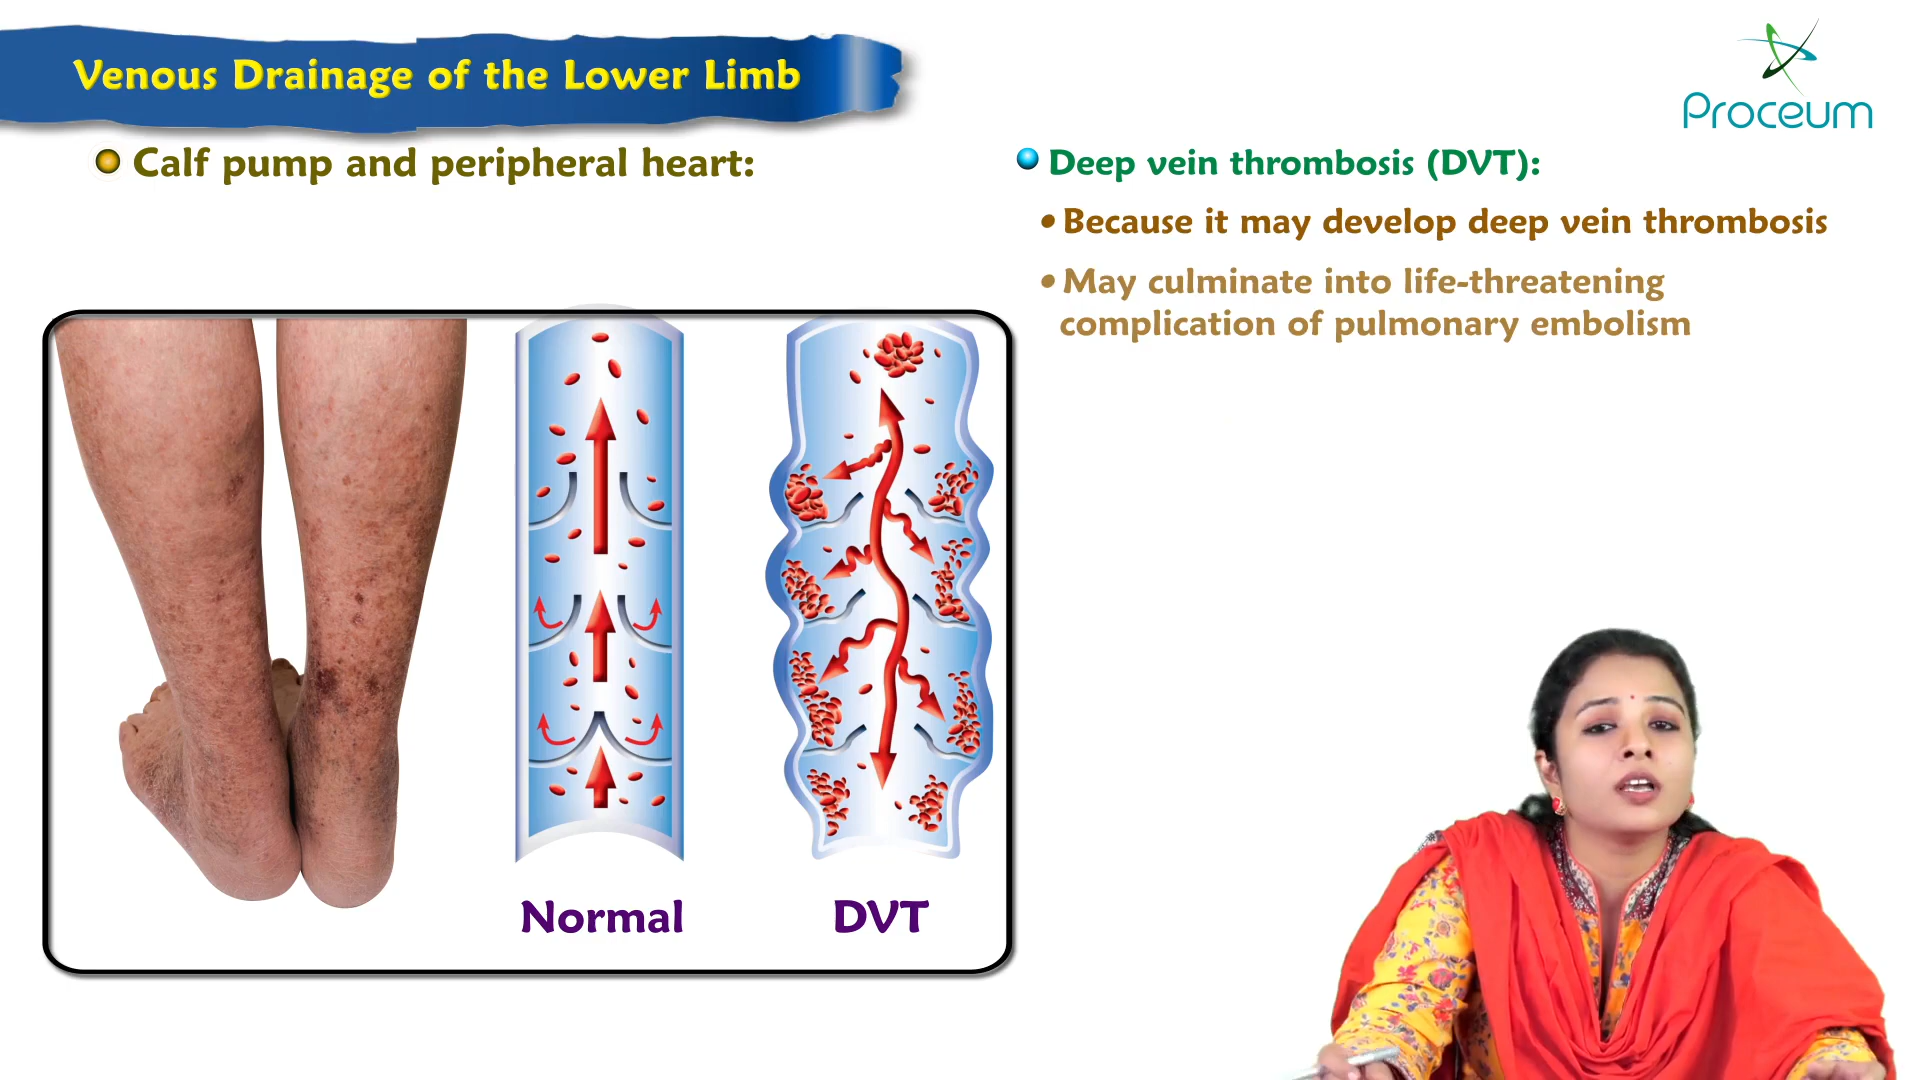 Venous Drainage of the Lower Limb
Proceum
Calf pump and peripheral heart:
Deep vein thrombosis (DVT):
• Because it may develop deep vein thrombosis
• May culminate into life-threatening
complication of pulmonary embolism
Normal
DVT